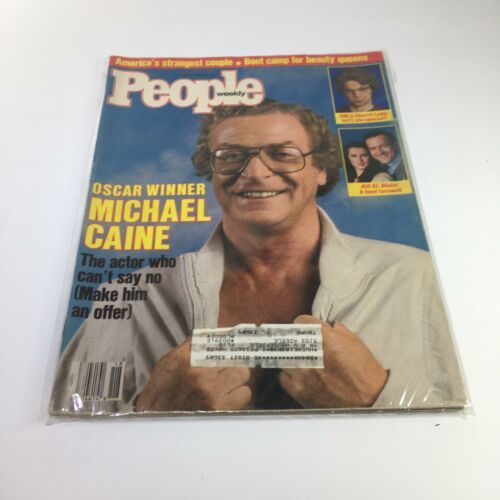 America's strangest couple • Boot camp for beauty queens
People
weekly
SNL's Church Lady:
Isn't she special?
Hill St. Blues:
A fond farewell
OSCAR WINNER
MICHAEL
CAINE
The actor who
can't say no
(Make him
an offer)